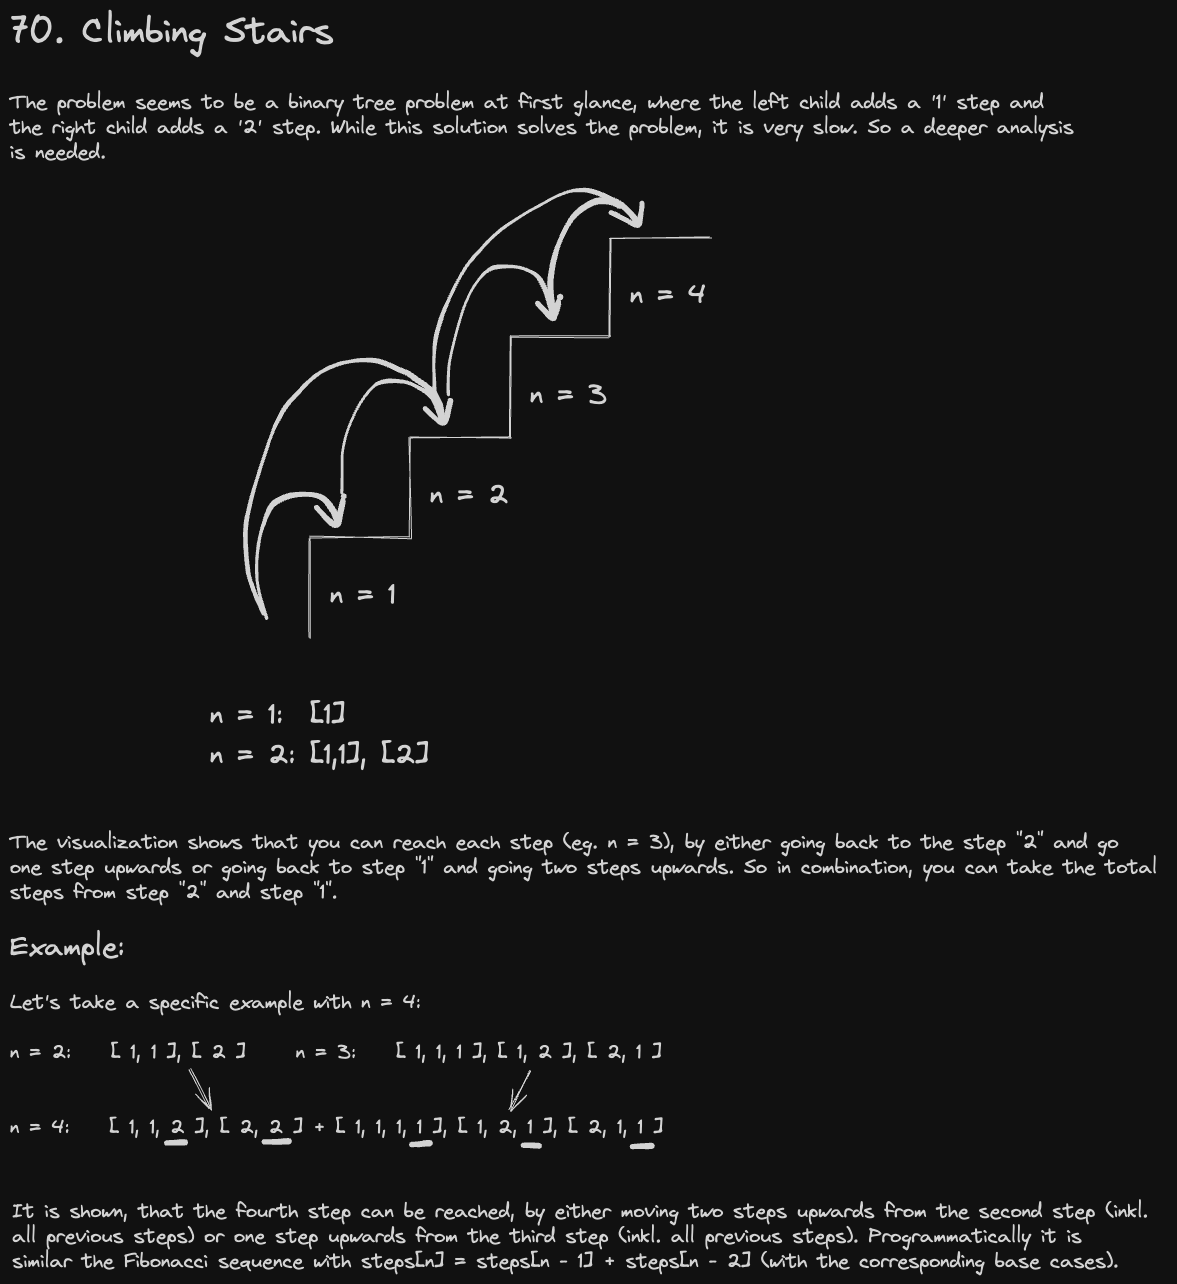 70. Climbing Stairs
The problem seems to be a binary tree problem at first glance, where the left child adds a '1' step and
the right child adds a '2' step. While this solution solves the problem, it is very slow. So a deeper analysis
is needed.
n = 4
n = 3
n = 2
n = 1
n = 1: [1]
n = 2: [1,1], [2]
The visualization shows that you can reach each step (eg. n = 3), by either going back to the step "2" and go
one step upwards or going back to step "1" and going two steps upwards. So in combination, you can take the total
steps from step "2" and step "1".
Example:
Let's take a specific example with n = 4:
n = 2: [ 1, 1 ], [ 2 ] n = 3: [ 1, 1, 1 ], [ 1, 2 ], [ 2, 1 ]
n = 4: [ 1, 1, 2 ], [ 2, 2 ] + [ 1, 1, 1, 1 ], [ 1, 2, 1 ], [ 2, 1, 1 ]
It is shown, that the fourth step can be reached, by either moving two steps upwards from the second step (inkl.
all previous steps) or one step upwards from the third step (inkl. all previous steps). Programmatically it is
similar the Fibonacci sequence with steps[n] = steps[n - 1] + steps[n - 2] (with the corresponding base cases).